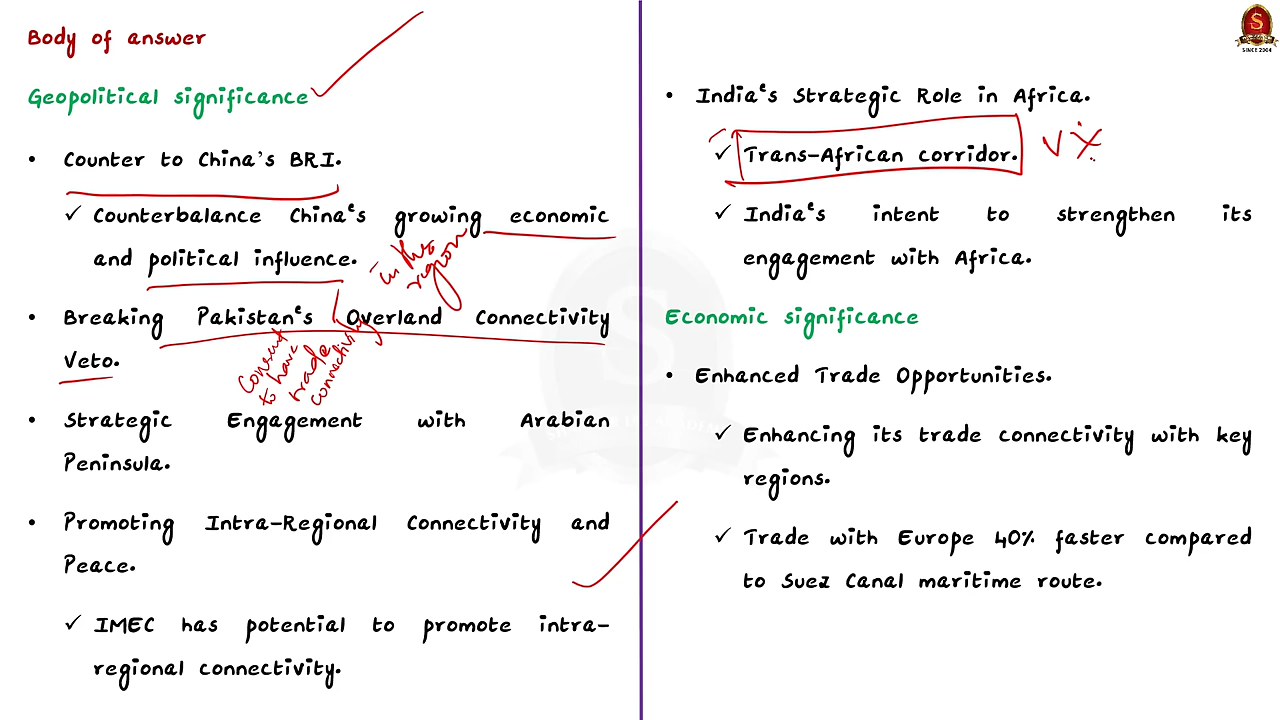 Body of answer
Geopolitical significance
• Counter to China's BRI.
✓ Counterbalance China's growing economic
and political influence.
in the
region
• Breaking Pakistan's Overland Connectivity
Veto.
Consent
to have
trade
connectivity
• Strategic Engagement with Arabian
Peninsula.
• Promoting Intra-Regional Connectivity and
Peace.
✓ IMEC has potential to promote intra-
regional connectivity.
• India's Strategic Role in Africa.
✓ Trans-African corridor.
✓ India's intent to strengthen its
engagement with Africa.
Economic significance
• Enhanced Trade Opportunities.
✓ Enhancing its trade connectivity with key
regions.
✓ Trade with Europe 40% faster compared
to Suez Canal maritime route.
S
SINCE 2004